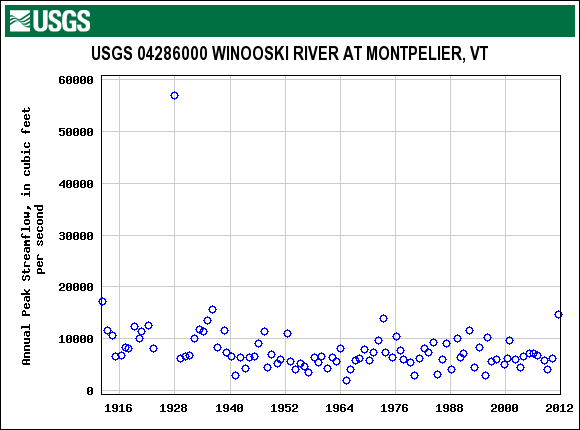 USGS
USGS 04286000 WINOOSKI RIVER AT MONTPELIER, VT
Annual Peak Streamflow, in cubic feet
per second
60000
50000
40000
30000
20000
10000
0
1916 1928 1940 1952 1964 1976 1988 2000 2012